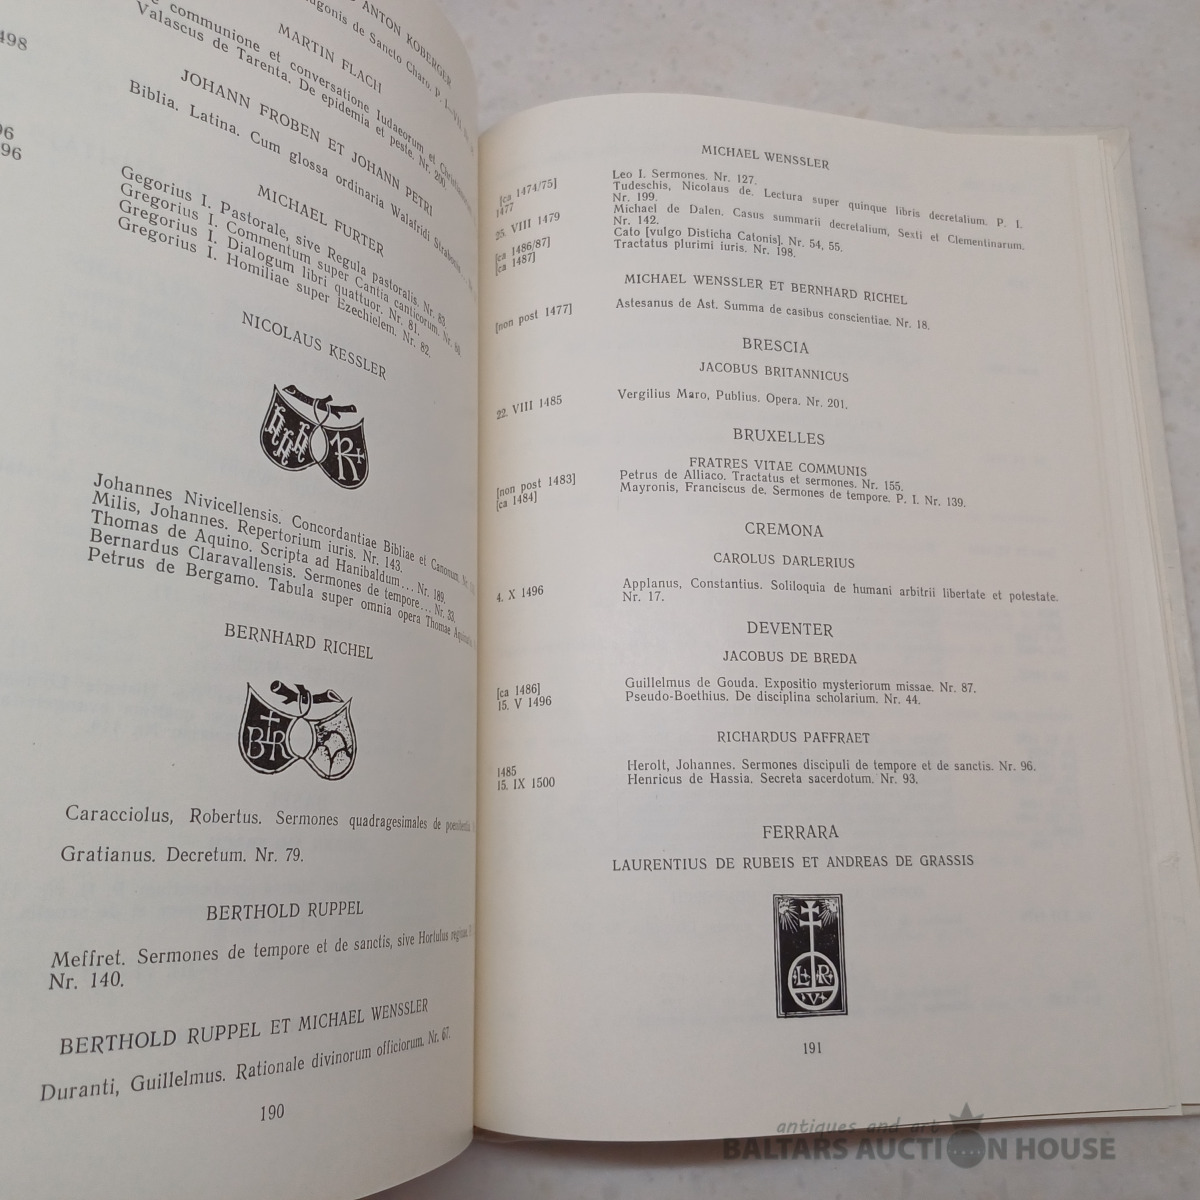 ANTON KOBERGER
de Sancto Charo. P. I–VII.
MARTIN FLACH
communione et conversatione Iudaeorum et
Valascus de Tarenta. De epidemia et peste. Nr. 200.
JOHANN FROBEN ET JOHANN PETRI
Biblia. Latina. Cum glossa ordinaria Walafridi
MICHAEL FURTER
Gegorius I. Pastorale, sive Regula pastoralis. Nr. 83.
Gregorius I. Commentum super Cantia canticorum. Nr. 80.
Gregorius I. Dialogum libri quattuor. Nr. 81.
Gregorius I. Homiliae super Ezechielem. Nr. 82.
NICOLAUS KESSLER
Johannes Nivicellensis. Concordantiae Bibliae et Canonum. Nr.
Milis, Johannes. Repertorium iuris. Nr. 143.
Thomas de Aquino. Scripta ad Hanibaldum... Nr. 189.
Bernardus Claravallensis. Sermones de tempore... Nr. 33.
Petrus de Bergamo. Tabula super omnia opera Thomae
BERNHARD RICHEL
B R
Caracciolus, Robertus. Sermones quadragesimales de
Gratianus. Decretum. Nr. 79.
BERTHOLD RUPPEL
Meffret. Sermones de tempore et de sanctis, sive Hortulus
Nr. 140.
BERTHOLD RUPPEL ET MICHAEL WENSSLER
Duranti, Guillelmus. Rationale divinorum officiorum. Nr. 67.
190
MICHAEL WENSSLER
[ca 1474/75] Leo I. Sermones. Nr. 127.
1477 Tudeschis, Nicolaus de. Lectura super quinque libris decretalium. P. I.
Nr. 199.
25. VIII 1479 Michael de Dalen. Casus summarii decretalium, Sexti et Clementinarum.
Nr. 142.
[ca 1486/87] Cato [vulgo Disticha Catonis]. Nr. 54, 55.
[ca 1487] Tractatus plurimi iuris. Nr. 198.
MICHAEL WENSSLER ET BERNHARD RICHEL
[non post 1477] Astesanus de Ast. Summa de casibus conscientiae. Nr. 18.
BRESCIA
JACOBUS BRITANNICUS
22. VIII 1485 Vergilius Maro, Publius. Opera. Nr. 201.
BRUXELLES
FRATRES VITAE COMMUNIS
[non post 1483] Petrus de Alliaco. Tractatus et sermones. Nr. 155.
[ca 1484] Mayronis, Franciscus de. Sermones de tempore. P. I. Nr. 139.
CREMONA
CAROLUS DARLERIUS
4. X 1496 Applanus, Constantius. Soliloquia de humani arbitrii libertate et potestate.
Nr. 17.
DEVENTER
JACOBUS DE BREDA
[ca 1486] Guillelmus de Gouda. Expositio mysteriorum missae. Nr. 87.
15. V 1496 Pseudo-Boethius. De disciplina scholarium. Nr. 44.
RICHARDUS PAFFRAET
1485 Herolt, Johannes. Sermones discipuli de tempore et de sanctis. Nr. 96.
15. IX 1500 Henricus de Hassia. Secreta sacerdotum. Nr. 93.
FERRARA
LAURENTIUS DE RUBEIS ET ANDREAS DE GRASSIS
L R
V
191
antiques and art
BALTARS AUCTION HOUSE